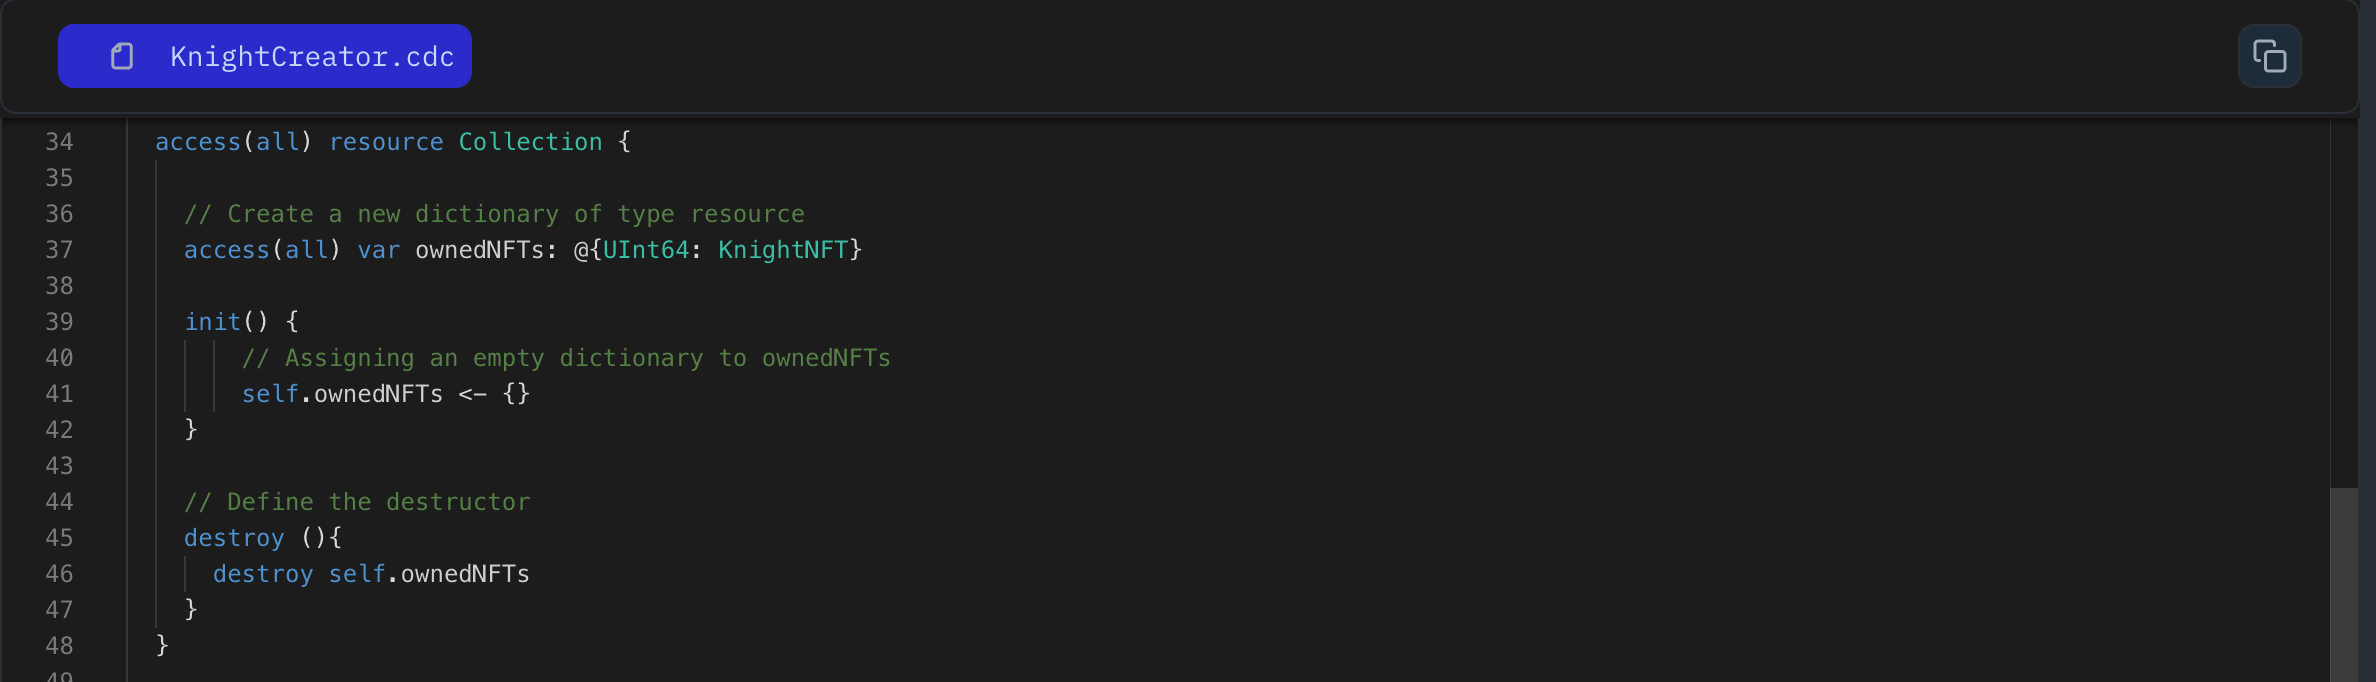 KnightCreator.cdc
34 access(all) resource Collection {
35
36 // Create a new dictionary of type resource
37 access(all) var ownedNFTs: @{UInt64: KnightNFT}
38
39 init() {
40 // Assigning an empty dictionary to ownedNFTs
41 self.ownedNFTs <- {}
42 }
43
44 // Define the destructor
45 destroy (){
46 destroy self.ownedNFTs
47 }
48 }
49